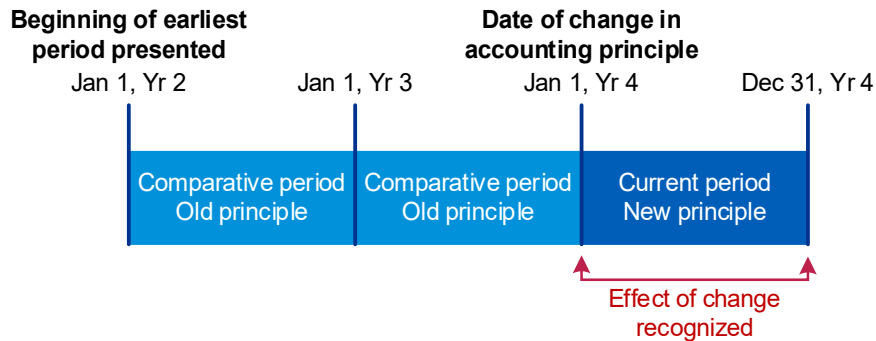 Beginning of earliest
period presented
Date of change in
accounting principle
Jan 1, Yr 2
Jan 1, Yr 3
Jan 1, Yr 4
Dec 31, Yr 4
Comparative period
Old principle
Comparative period
Old principle
Current period
New principle
Effect of change
recognized